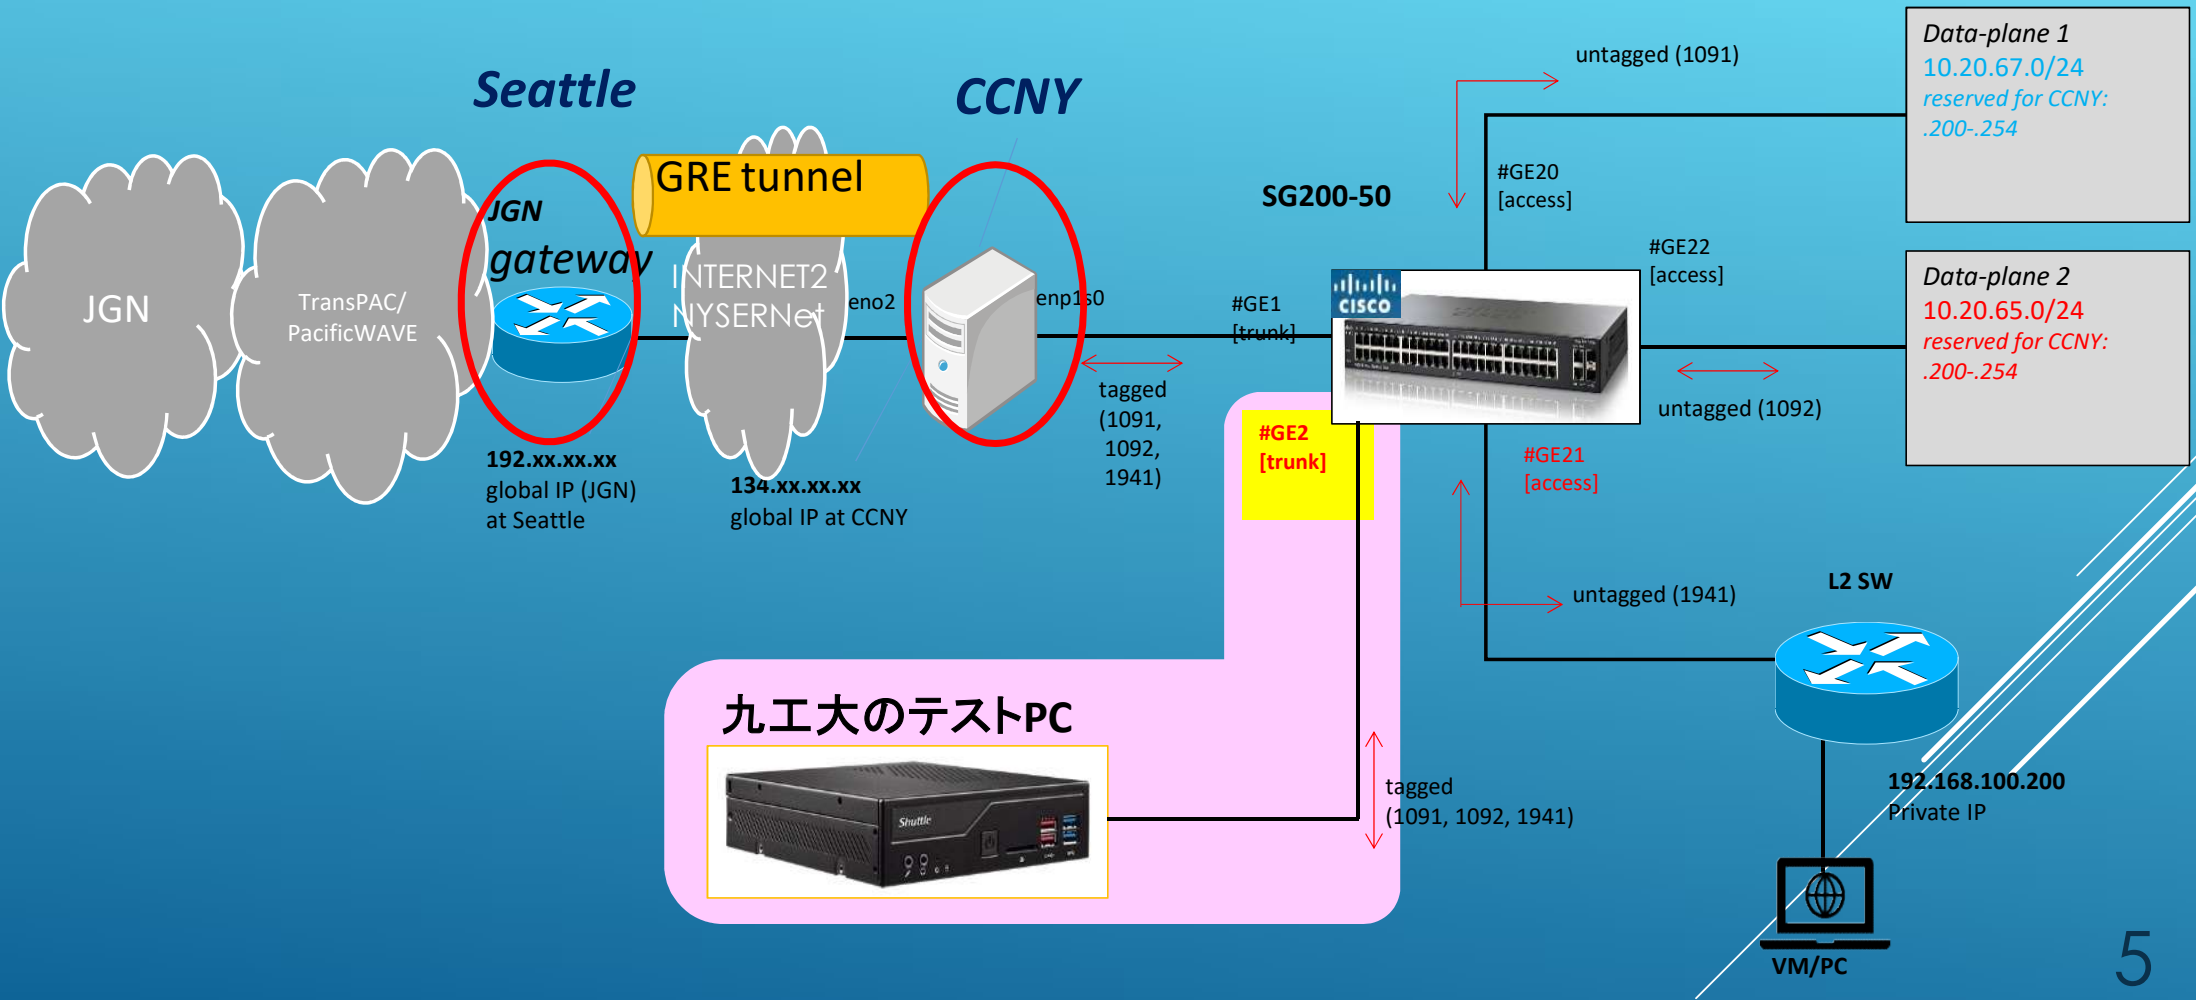 Seattle
CCNY
GRE tunnel
JGN
gateway
JGN
TransPAC/
PacificWAVE
INTERNET2
NYSERNet
eno2
enp1s0
192.xx.xx.xx
global IP (JGN)
at Seattle
134.xx.xx.xx
global IP at CCNY
tagged
(1091,
1092,
1941)
#GE1
[trunk]
SG200-50
CISCO
untagged (1091)
#GE20
[access]
#GE22
[access]
untagged (1092)
Data-plane 1
10.20.67.0/24
reserved for CCNY:
.200-.254
Data-plane 2
10.20.65.0/24
reserved for CCNY:
.200-.254
#GE2
[trunk]
#GE21
[access]
untagged (1941)
L2 SW
九工大のテストPC
Shuttle
tagged
(1091, 1092, 1941)
192.168.100.200
Private IP
VM/PC
5